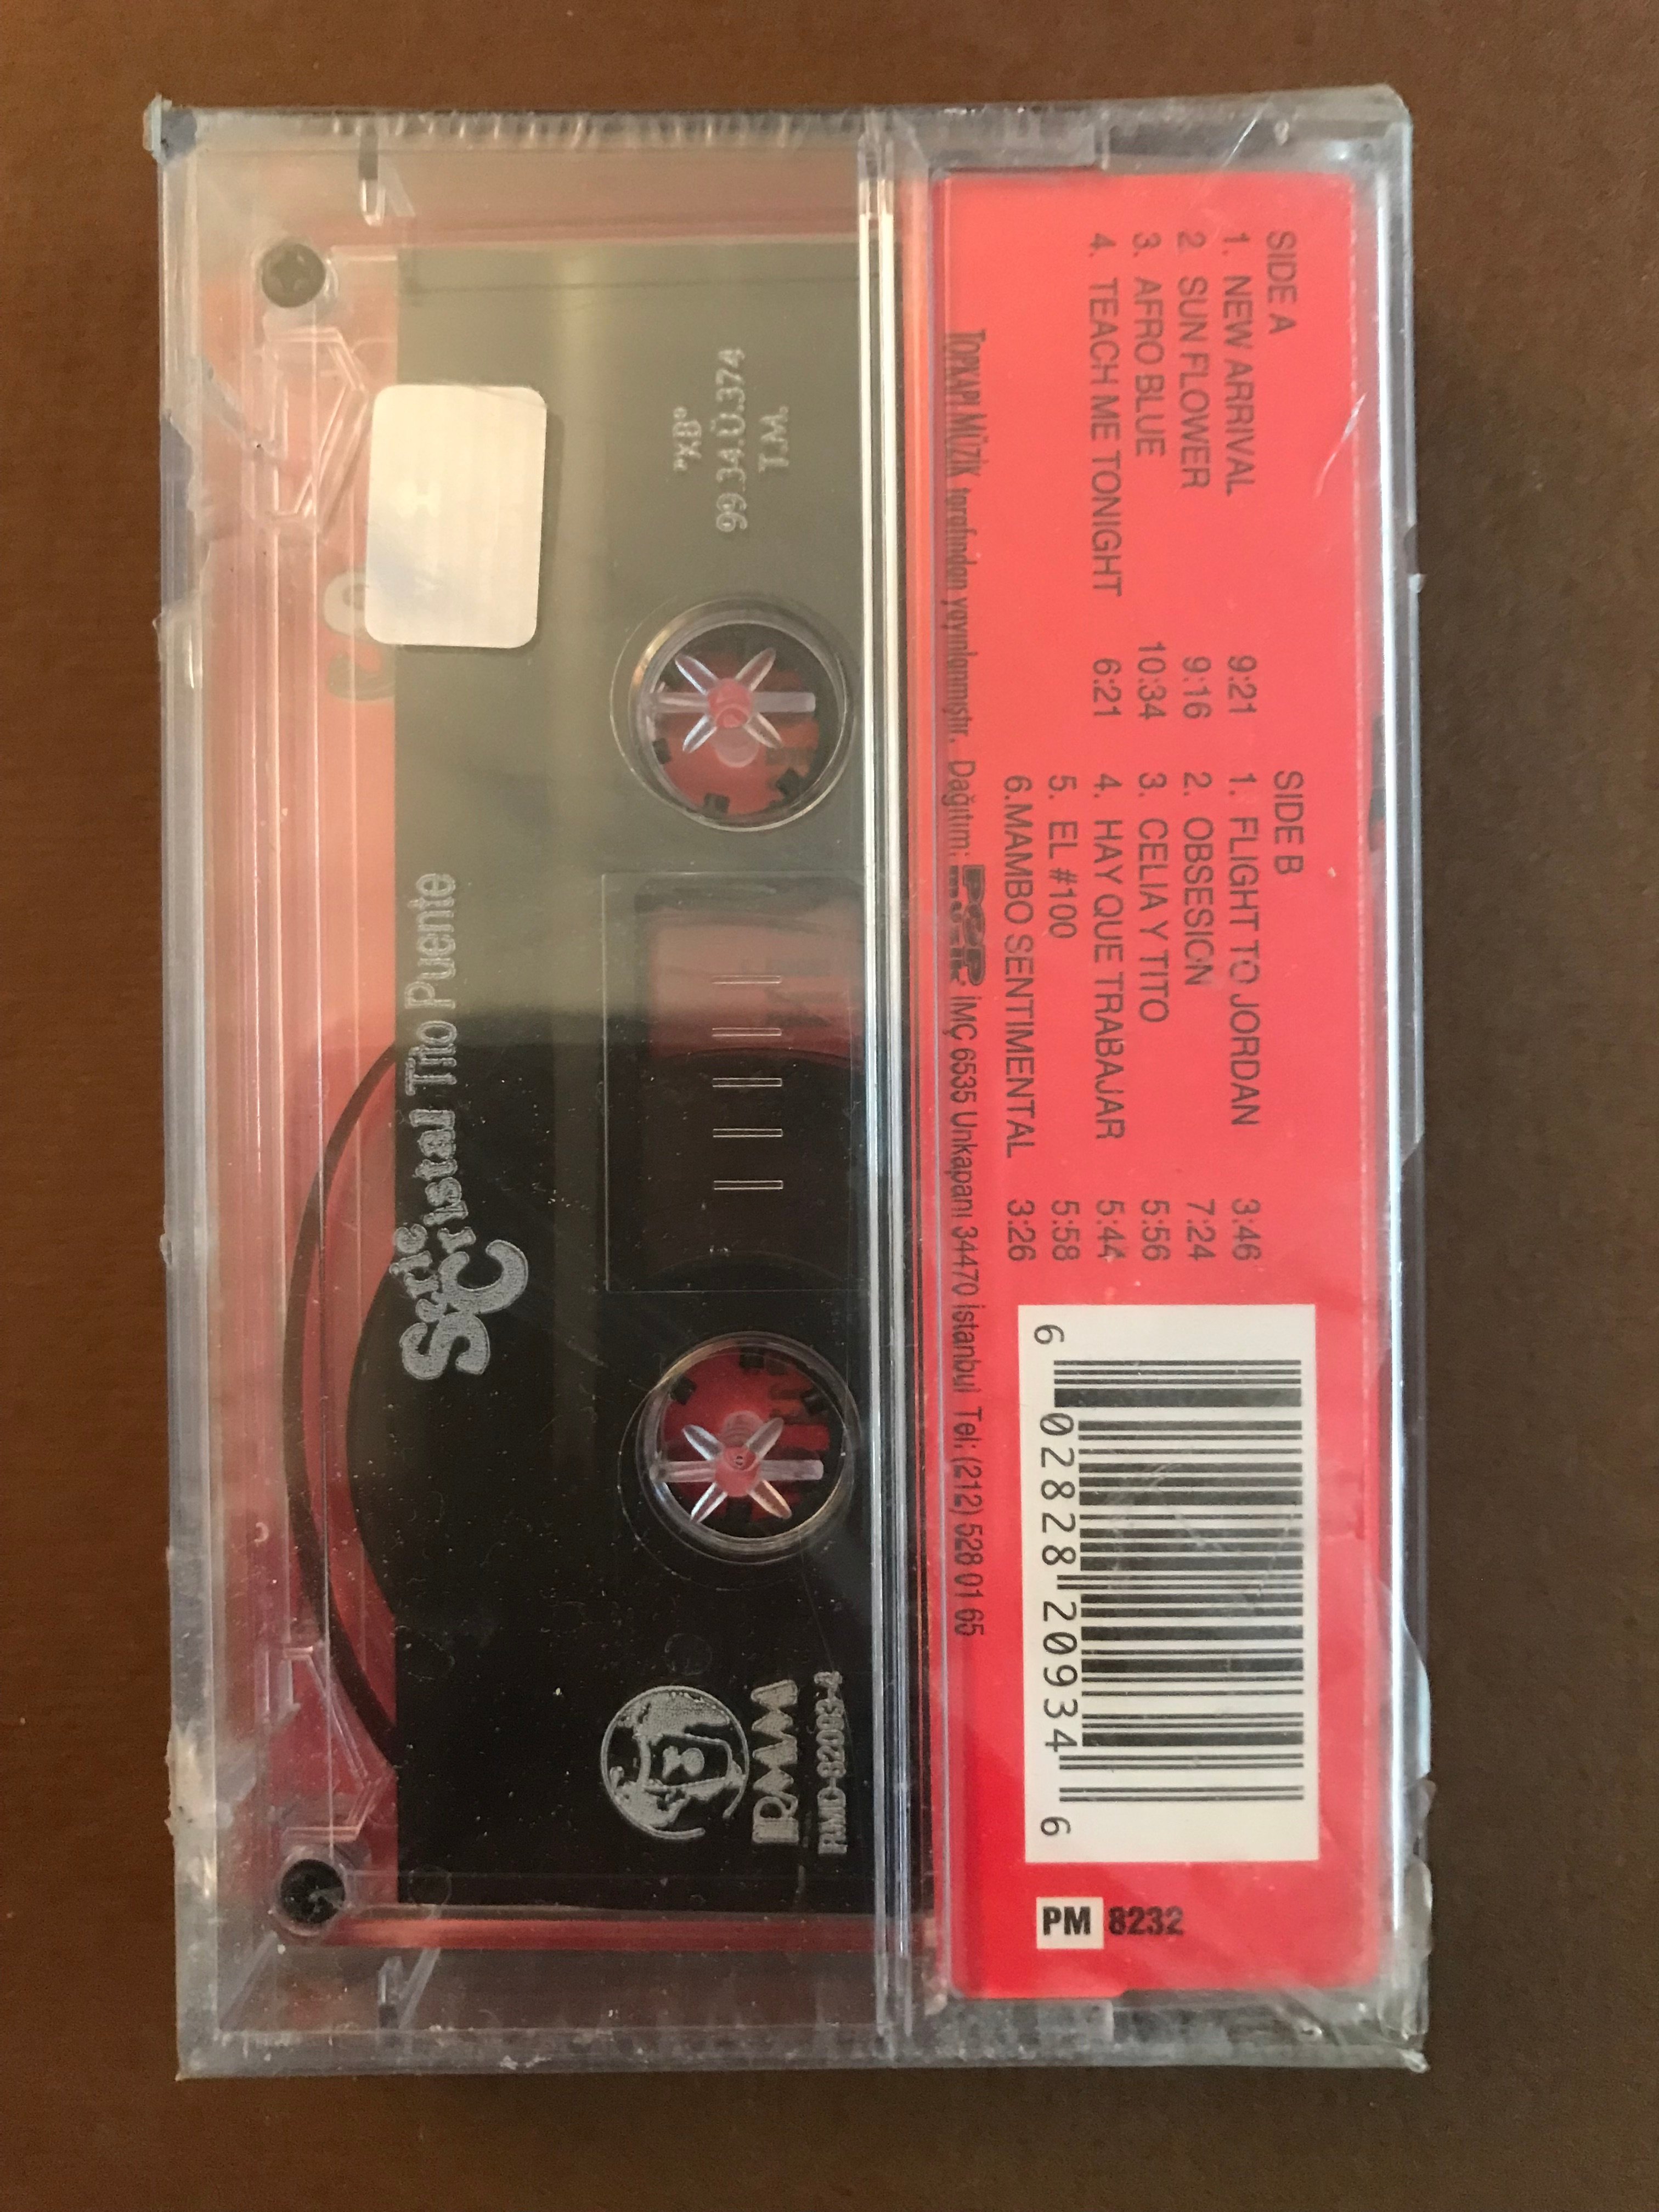 SIDE A
1. NEW ARRIVAL 9:21
2 SUN FLOWER 9:16
3. AFRO BLUE 10:34
4. TEACH ME TONIGHT 6:21
SIDE B
1. FLIGHT TO JORDAN 3:46
2. OBSESION 7:24
3. CELIA Y TITO 5:56
4. HAY QUE TRABAJAR 5:44
5. EL #100 5:58
6.MAMBO SENTIMENTAL 3:26
TOPKAPI MÜZİK tarafından yayınlanmıştır. Dağıtım: İMÇ 6535 Unkapanı 34470 İstanbul Tel: (212) 528 01 65
6 02828 20934 6
PM 8232
T.M.
99.34.Ü.374
"X8"
Side
Cristal Tito Puente
RMM